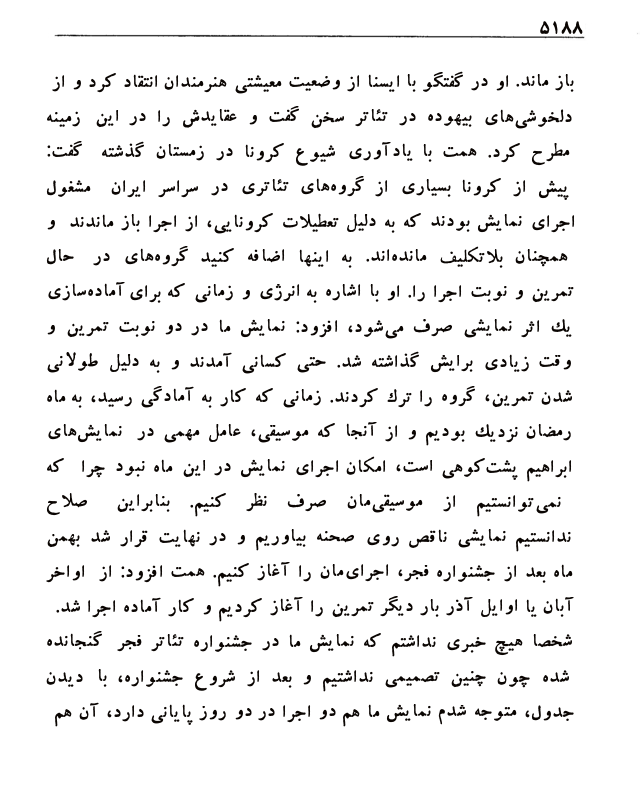 ۵۱۸۸
باز ماند. او در گفتگو با ایسنا از وضعیت معیشتی هنرمندان انتقاد کرد و از
دلخوشی‌های بیهوده در تئاتر سخن گفت و عقایدش را در این زمینه
مطرح کرد. همت با یادآوری شیوع کرونا در زمستان گذشته گفت:
پیش از کرونا بسیاری از گروه‌های تئاتری در سراسر ایران مشغول
اجرای نمایش بودند که به دلیل تعطیلات کرونایی، از اجرا باز ماندند و
همچنان بلاتکلیف مانده‌اند. به اینها اضافه کنید گروه‌های در حال
تمرین و نوبت اجرا را. او با اشاره به انرژی و زمانی که برای آماده‌سازی
یك اثر نمایشی صرف می‌شود، افزود: نمایش ما در دو نوبت تمرین و
وقت زیادی برایش گذاشته شد. حتی کسانی آمدند و به دلیل طولانی
شدن تمرین، گروه را ترك کردند. زمانی که کار به آمادگی رسید، به ماه
رمضان نزدیك بودیم و از آنجا که موسیقی، عامل مهمی در نمایش‌های
ابراهیم پشت‌کوهی است، امکان اجرای نمایش در این ماه نبود چرا که
نمی‌توانستیم از موسیقی‌مان صرف نظر کنیم. بنابراین صلاح
ندانستیم نمایشی ناقص روی صحنه بیاوریم و در نهایت قرار شد بهمن
ماه بعد از جشنواره فجر، اجرای‌مان را آغاز کنیم. همت افزود: از اواخر
آبان یا اوایل آذر بار دیگر تمرین را آغاز کردیم و کار آماده اجرا شد.
شخصا هیچ خبری نداشتم که نمایش ما در جشنواره تئاتر فجر گنجانده
شده چون چنین تصمیمی نداشتیم و بعد از شروع جشنواره، با دیدن
جدول، متوجه شدم نمایش ما هم دو اجرا در دو روز پایانی دارد، آن هم